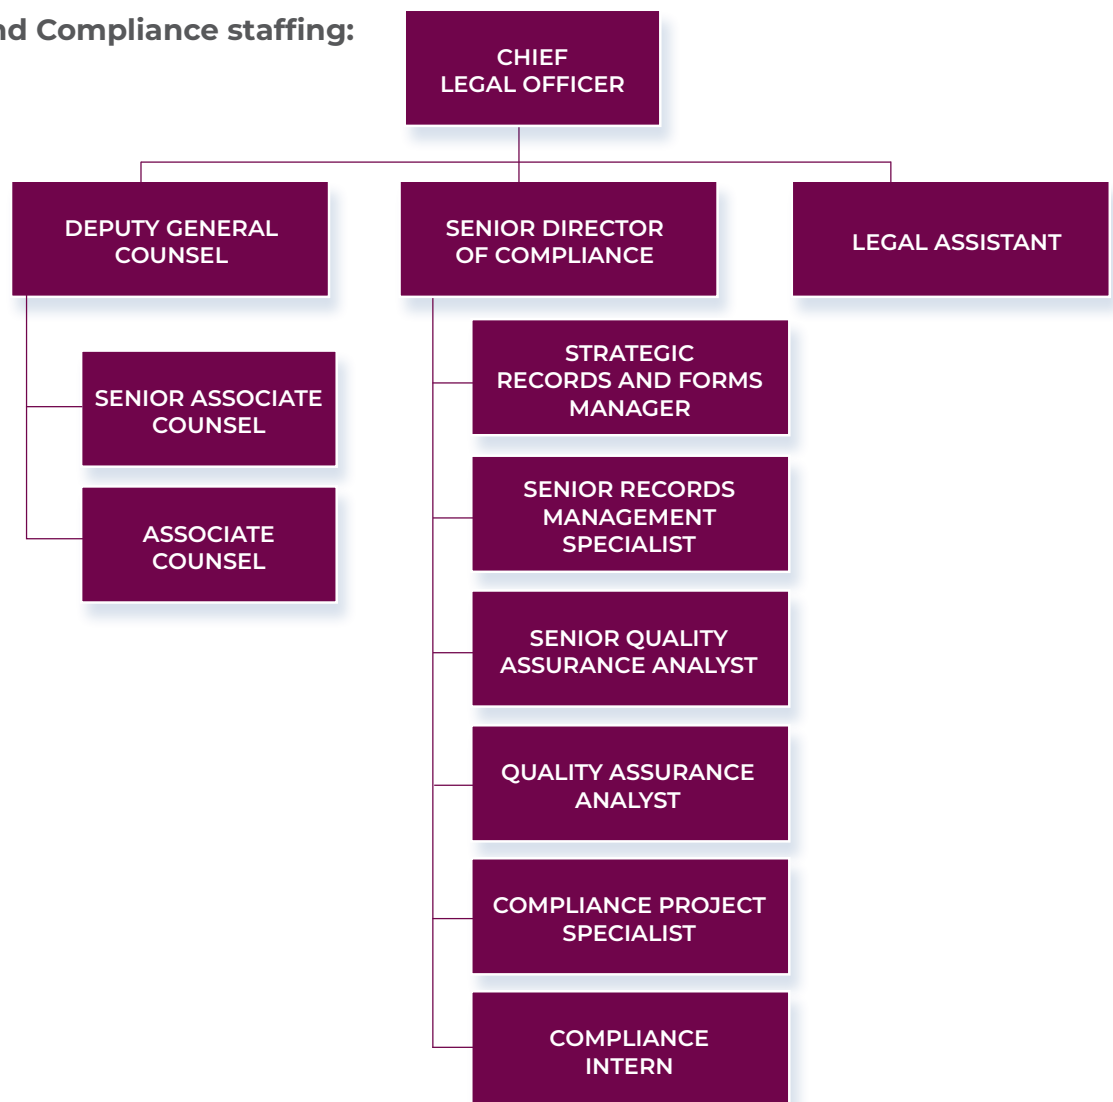 nd Compliance staffing:
CHIEF
LEGAL OFFICER
DEPUTY GENERAL
COUNSEL
SENIOR DIRECTOR
OF COMPLIANCE
LEGAL ASSISTANT
SENIOR ASSOCIATE
COUNSEL
ASSOCIATE
COUNSEL
STRATEGIC
RECORDS AND FORMS
MANAGER
SENIOR RECORDS
MANAGEMENT
SPECIALIST
SENIOR QUALITY
ASSURANCE ANALYST
QUALITY ASSURANCE
ANALYST
COMPLIANCE PROJECT
SPECIALIST
COMPLIANCE
INTERN